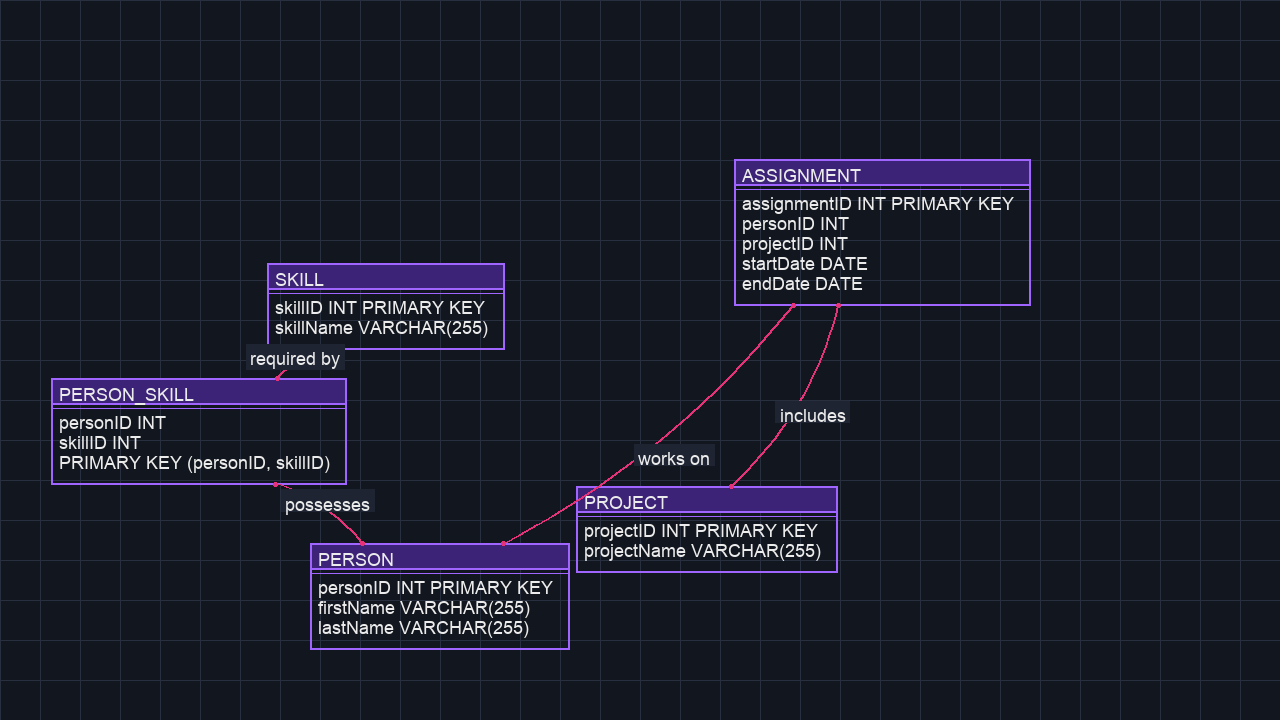 ASSIGNMENT
assignmentID INT PRIMARY KEY
personID INT
projectID INT
startDate DATE
endDate DATE
SKILL
skillID INT PRIMARY KEY
skillName VARCHAR(255)
required by
PERSON_SKILL
personID INT
skillID INT
PRIMARY KEY (personID, skillID)
includes
works on
possesses
PROJECT
projectID INT PRIMARY KEY
projectName VARCHAR(255)
PERSON
personID INT PRIMARY KEY
firstName VARCHAR(255)
lastName VARCHAR(255)